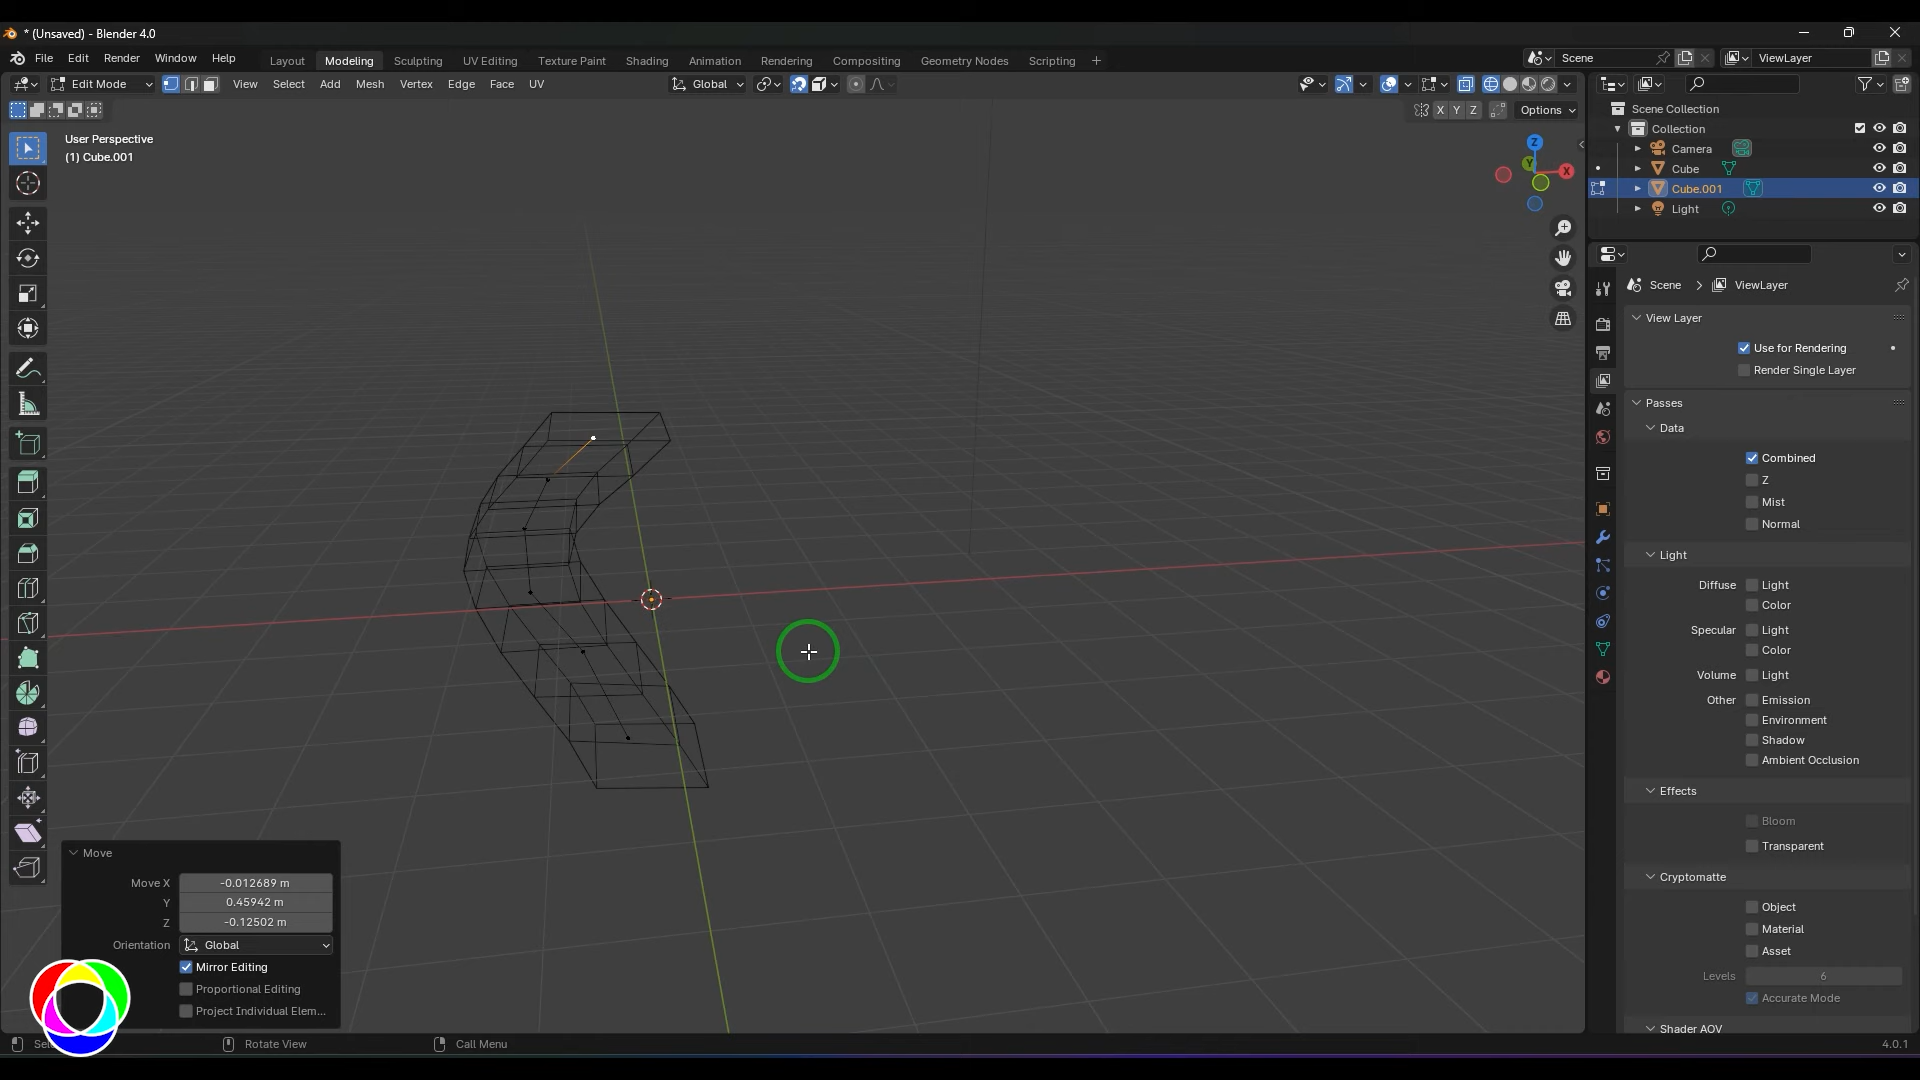 * (Unsaved) - Blender 4.0
File Edit Render Window Help
Layout Modeling Sculpting UV Editing Texture Paint Shading Animation Rendering Compositing Geometry Nodes Scripting +
Scene
ViewLayer
Edit Mode
View Select Add Mesh Vertex Edge Face UV
Global
X Y Z
Options
User Perspective
(1) Cube.001
Z
Y
X
Scene Collection
Collection
Camera
Cube
Cube.001
Light
Scene > ViewLayer
View Layer
Use for Rendering
Render Single Layer
Passes
Data
Combined
Z
Mist
Normal
Light
Diffuse Light
Color
Specular Light
Color
Volume Light
Other Emission
Environment
Shadow
Ambient Occlusion
Effects
Bloom
Transparent
Cryptomatte
Object
Material
Asset
Levels 6
Accurate Mode
Shader AOV
Move
Move X -0.012689 m
Y 0.45942 m
Z -0.12502 m
Orientation Global
Mirror Editing
Proportional Editing
Project Individual Elem...
Rotate View
Call Menu
4.0.1